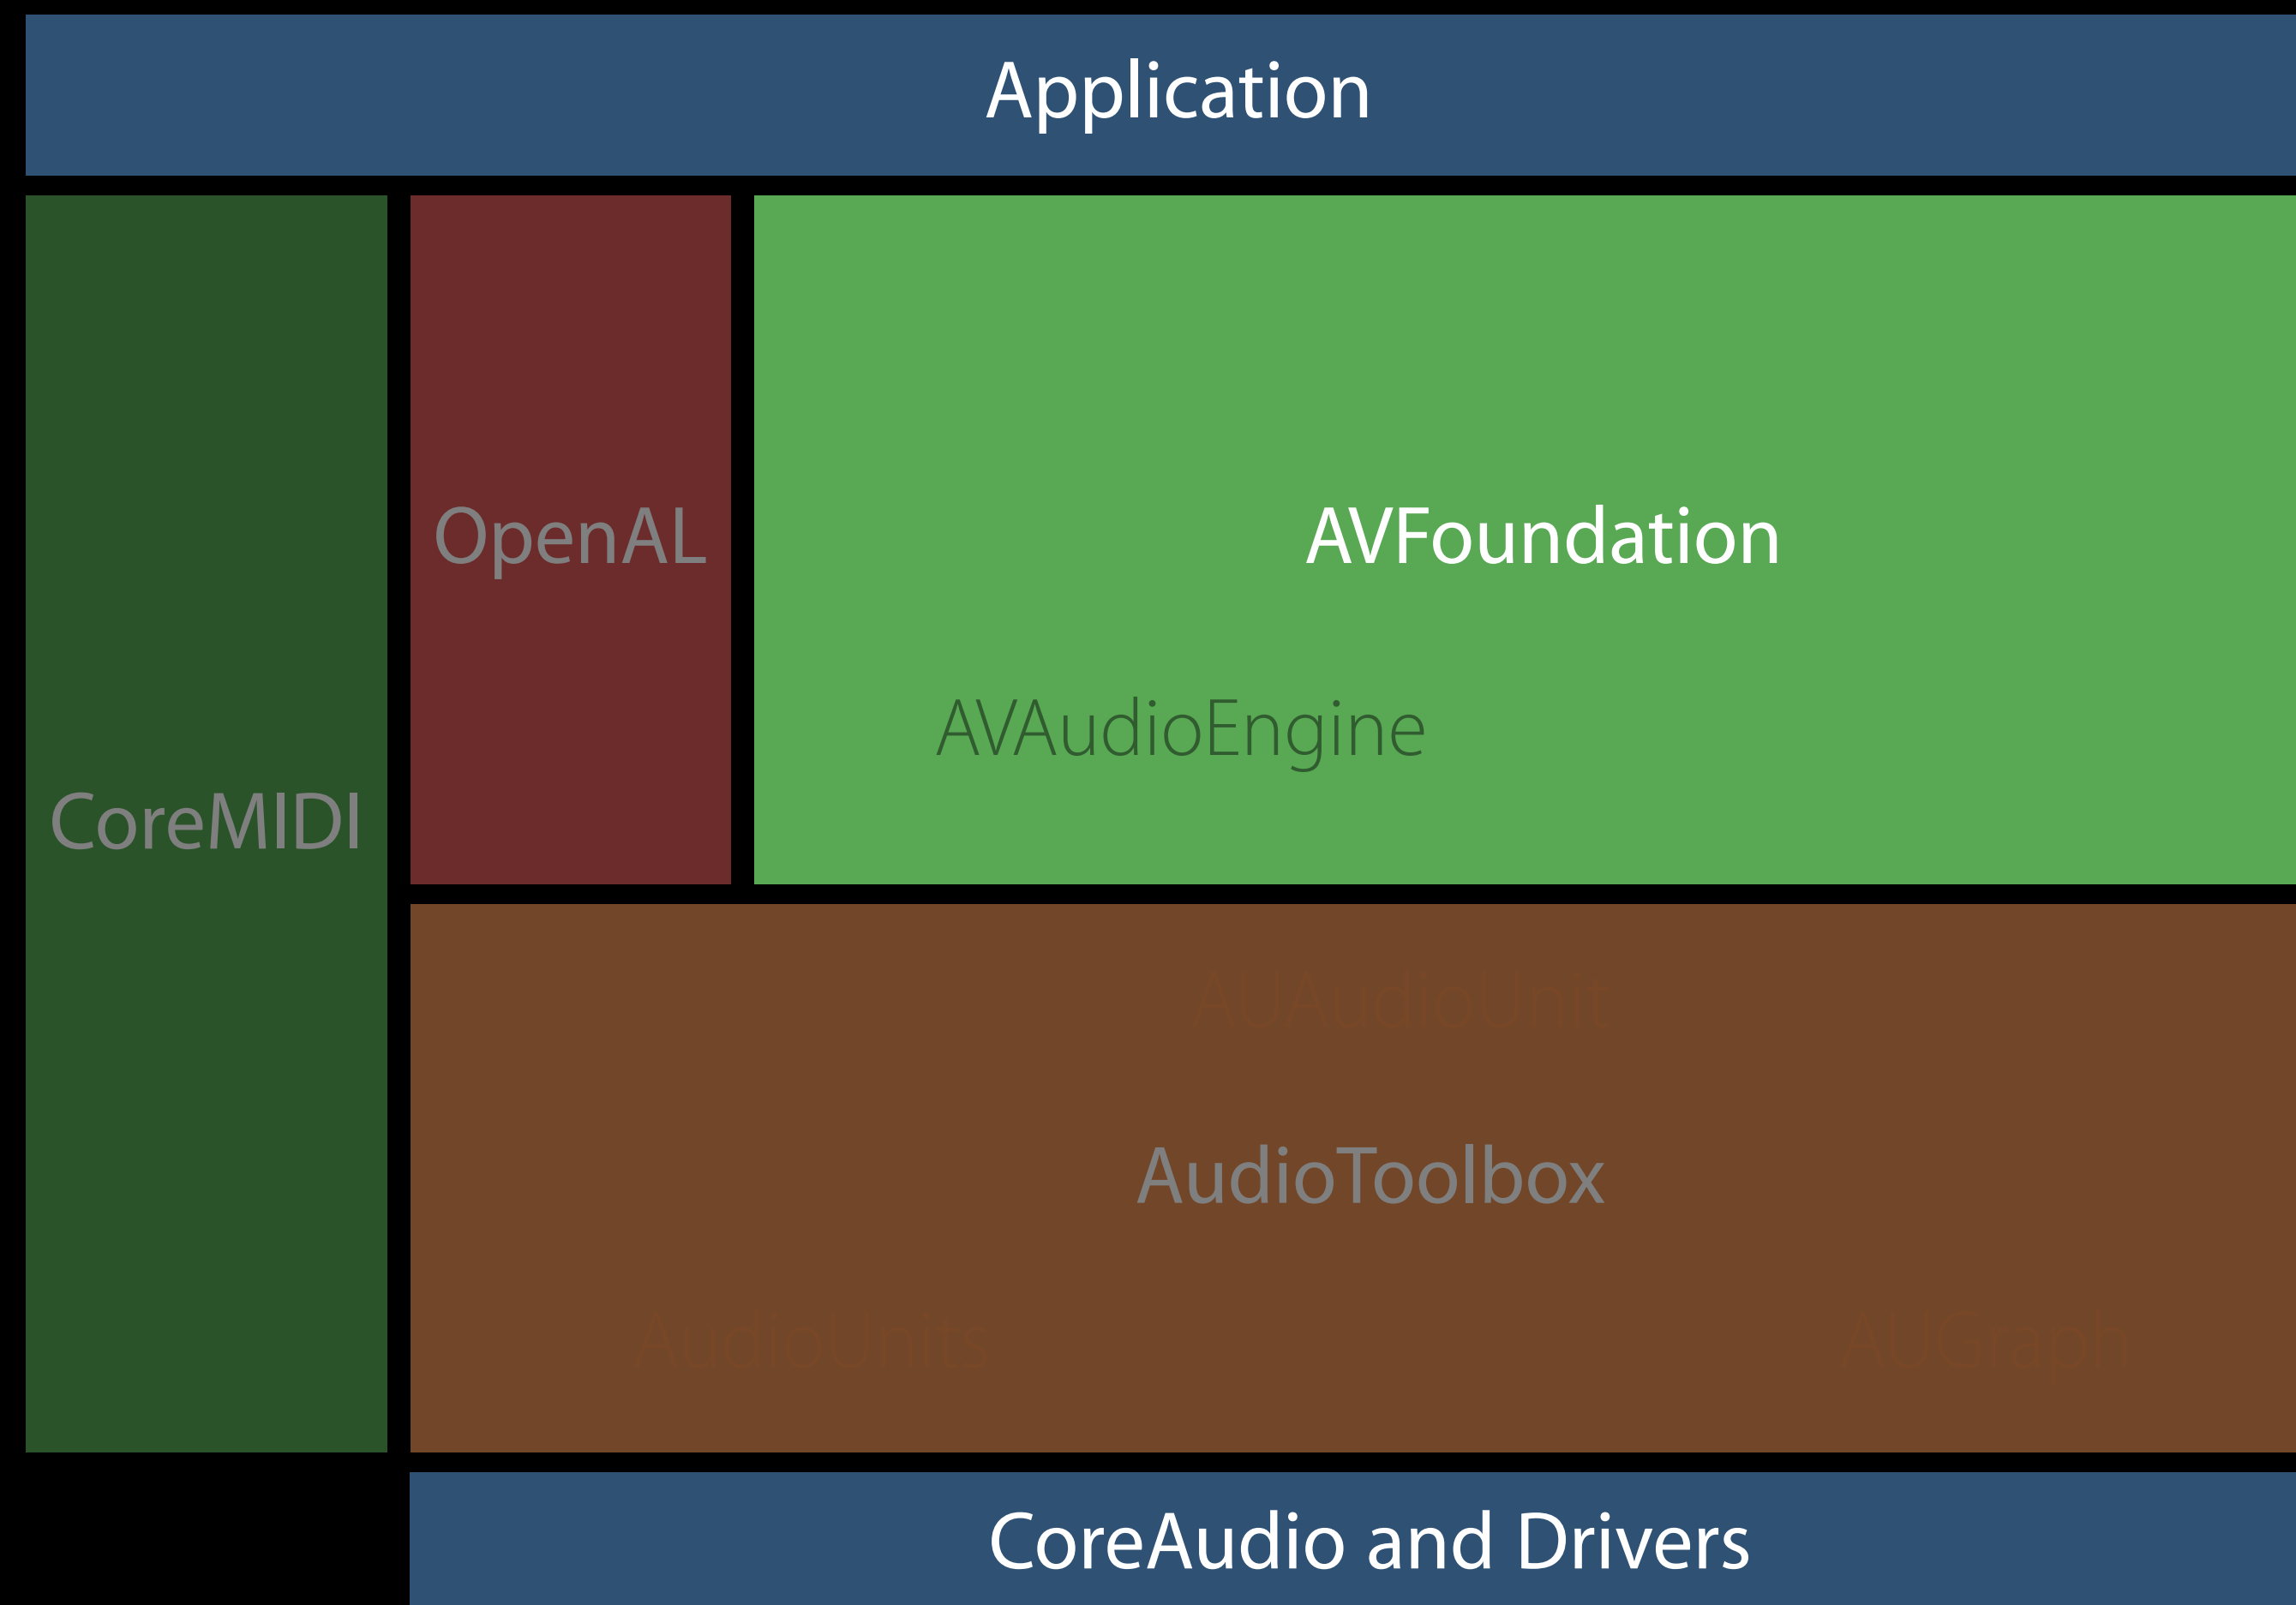 Application
OpenAL
AVFoundation
AVAudioEngine
CoreMIDI
AUAudioUnit
AudioToolbox
AudioUnits
AUGraph
CoreAudio and Drivers